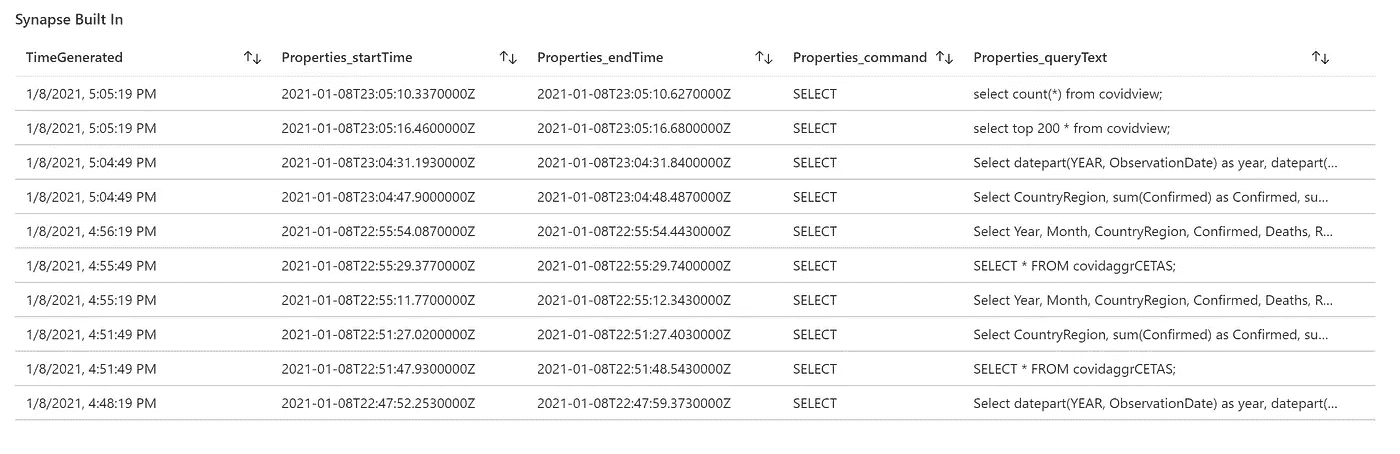 Synapse Built In
TimeGenerated Properties_startTime Properties_endTime Properties_command Properties_queryText
1/8/2021, 5:05:19 PM 2021-01-08T23:05:10.3370000Z 2021-01-08T23:05:10.6270000Z SELECT select count(*) from covidview;
1/8/2021, 5:05:19 PM 2021-01-08T23:05:16.4600000Z 2021-01-08T23:05:16.6800000Z SELECT select top 200 * from covidview;
1/8/2021, 5:04:49 PM 2021-01-08T23:04:31.1930000Z 2021-01-08T23:04:31.8400000Z SELECT Select datepart(YEAR, ObservationDate) as year, datepart(...
1/8/2021, 5:04:49 PM 2021-01-08T23:04:47.9000000Z 2021-01-08T23:04:48.4870000Z SELECT Select CountryRegion, sum(Confirmed) as Confirmed, su...
1/8/2021, 4:56:19 PM 2021-01-08T22:55:54.0870000Z 2021-01-08T22:55:54.4430000Z SELECT Select Year, Month, CountryRegion, Confirmed, Deaths, R...
1/8/2021, 4:55:49 PM 2021-01-08T22:55:29.3770000Z 2021-01-08T22:55:29.7400000Z SELECT SELECT * FROM covidaggrCETAS;
1/8/2021, 4:55:19 PM 2021-01-08T22:55:11.7700000Z 2021-01-08T22:55:12.3430000Z SELECT Select Year, Month, CountryRegion, Confirmed, Deaths, R...
1/8/2021, 4:51:49 PM 2021-01-08T22:51:27.0200000Z 2021-01-08T22:51:27.4030000Z SELECT Select CountryRegion, sum(Confirmed) as Confirmed, su...
1/8/2021, 4:51:49 PM 2021-01-08T22:51:47.9300000Z 2021-01-08T22:51:48.5430000Z SELECT SELECT * FROM covidaggrCETAS;
1/8/2021, 4:48:19 PM 2021-01-08T22:47:52.2530000Z 2021-01-08T22:47:59.3730000Z SELECT Select datepart(YEAR, ObservationDate) as year, datepart(...